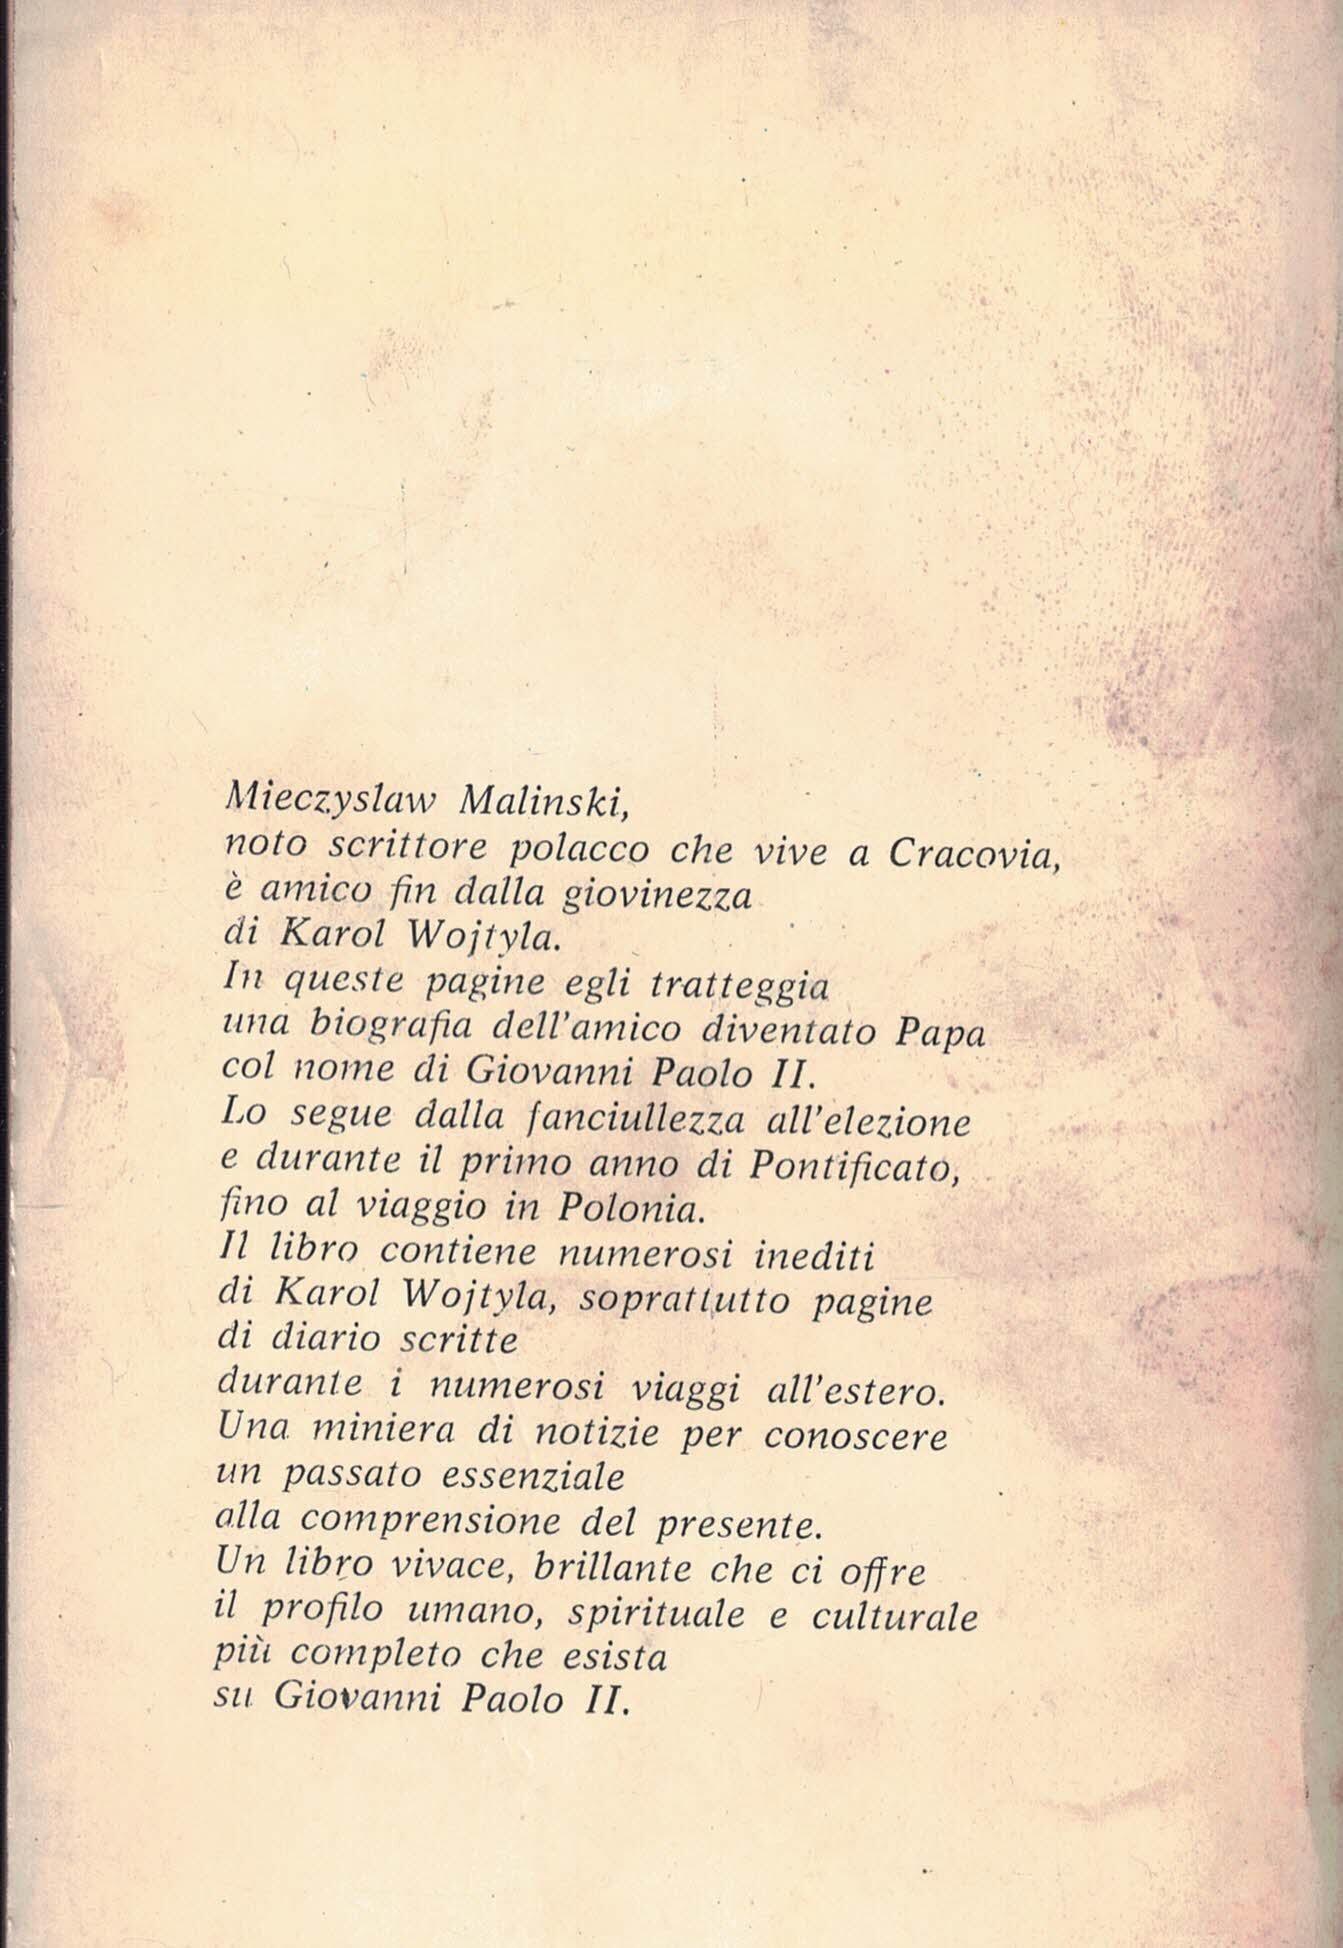 Mieczyslaw Malinski,
noto scrittore polacco che vive a Cracovia,
è amico fin dalla giovinezza
di Karol Wojtyla.
In queste pagine egli tratteggia
una biografia dell'amico diventato Papa
col nome di Giovanni Paolo II.
Lo segue dalla fanciullezza all'elezione
e durante il primo anno di Pontificato,
fino al viaggio in Polonia.
Il libro contiene numerosi inediti
di Karol Wojtyla, soprattutto pagine
di diario scritte
durante i numerosi viaggi all'estero.
Una miniera di notizie per conoscere
un passato essenziale
alla comprensione del presente.
Un libro vivace, brillante che ci offre
il profilo umano, spirituale e culturale
più completo che esista
su Giovanni Paolo II.